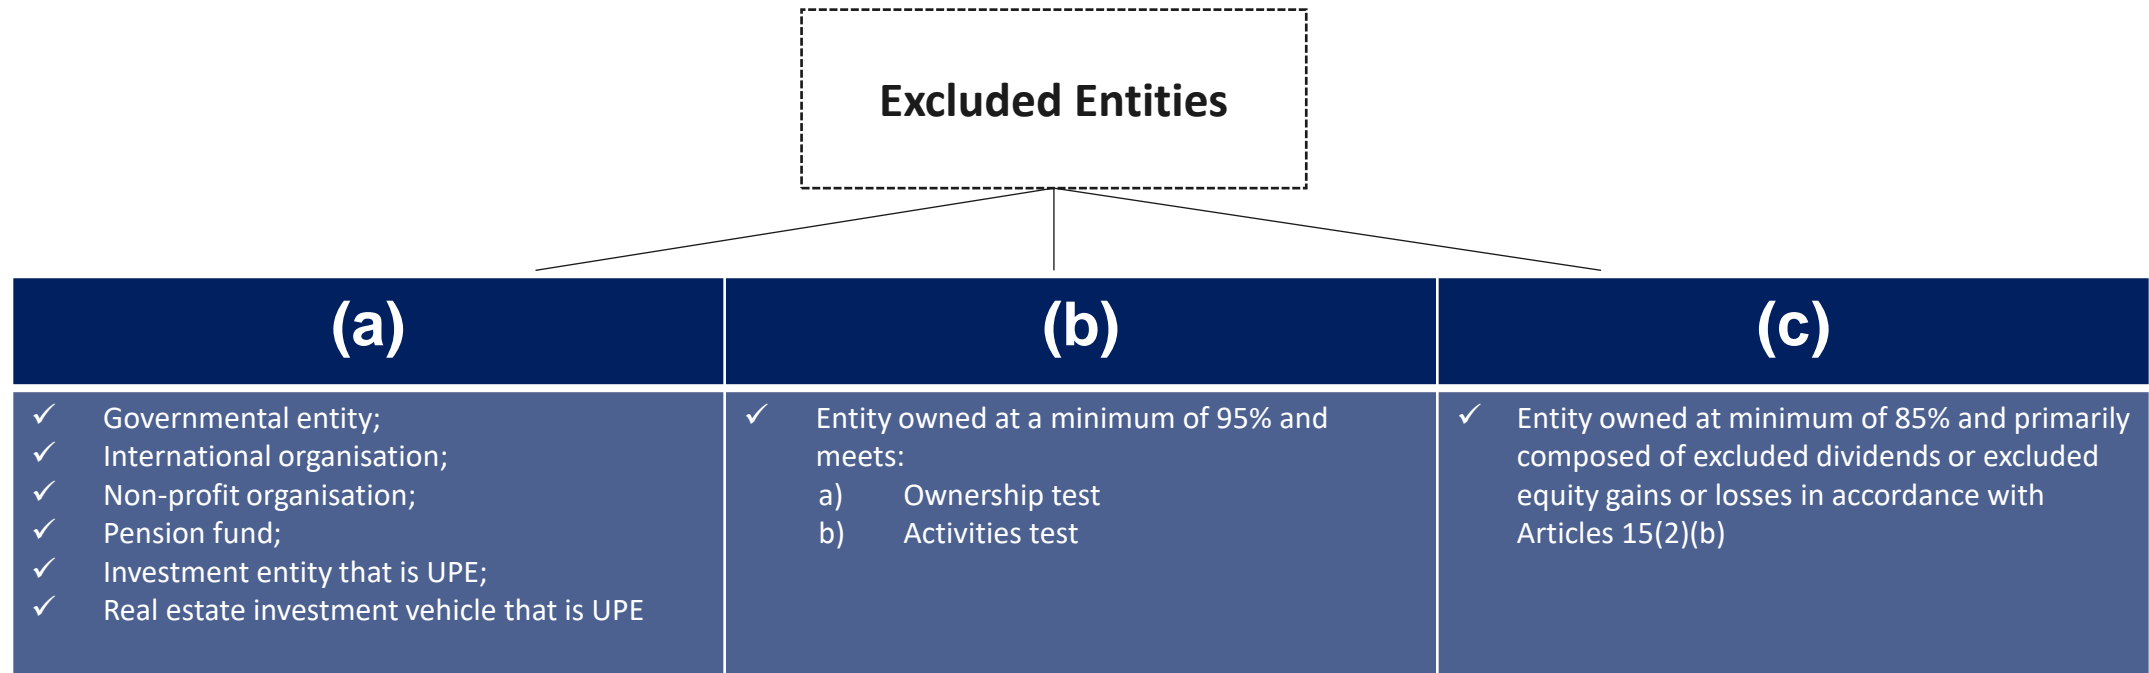 Excluded Entities
(a)
(b)
(c)
✓ Governmental entity;
✓ International organisation;
✓ Non-profit organisation;
✓ Pension fund;
✓ Investment entity that is UPE;
✓ Real estate investment vehicle that is UPE
✓ Entity owned at a minimum of 95% and
meets:
a) Ownership test
b) Activities test
✓ Entity owned at minimum of 85% and primarily
composed of excluded dividends or excluded
equity gains or losses in accordance with
Articles 15(2)(b)